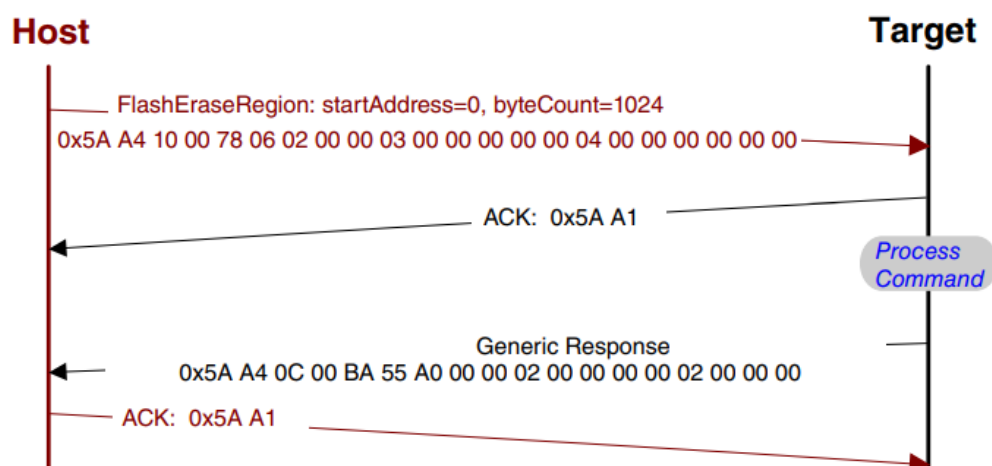 Host
Target
FlashEraseRegion: startAddress=0, byteCount=1024
0x5A A4 10 00 78 06 02 00 00 03 00 00 00 00 00 04 00 00 00 00 00 00
ACK: 0x5A A1
Process
Command
Generic Response
0x5A A4 0C 00 BA 55 A0 00 00 02 00 00 00 00 02 00 00 00
ACK: 0x5A A1